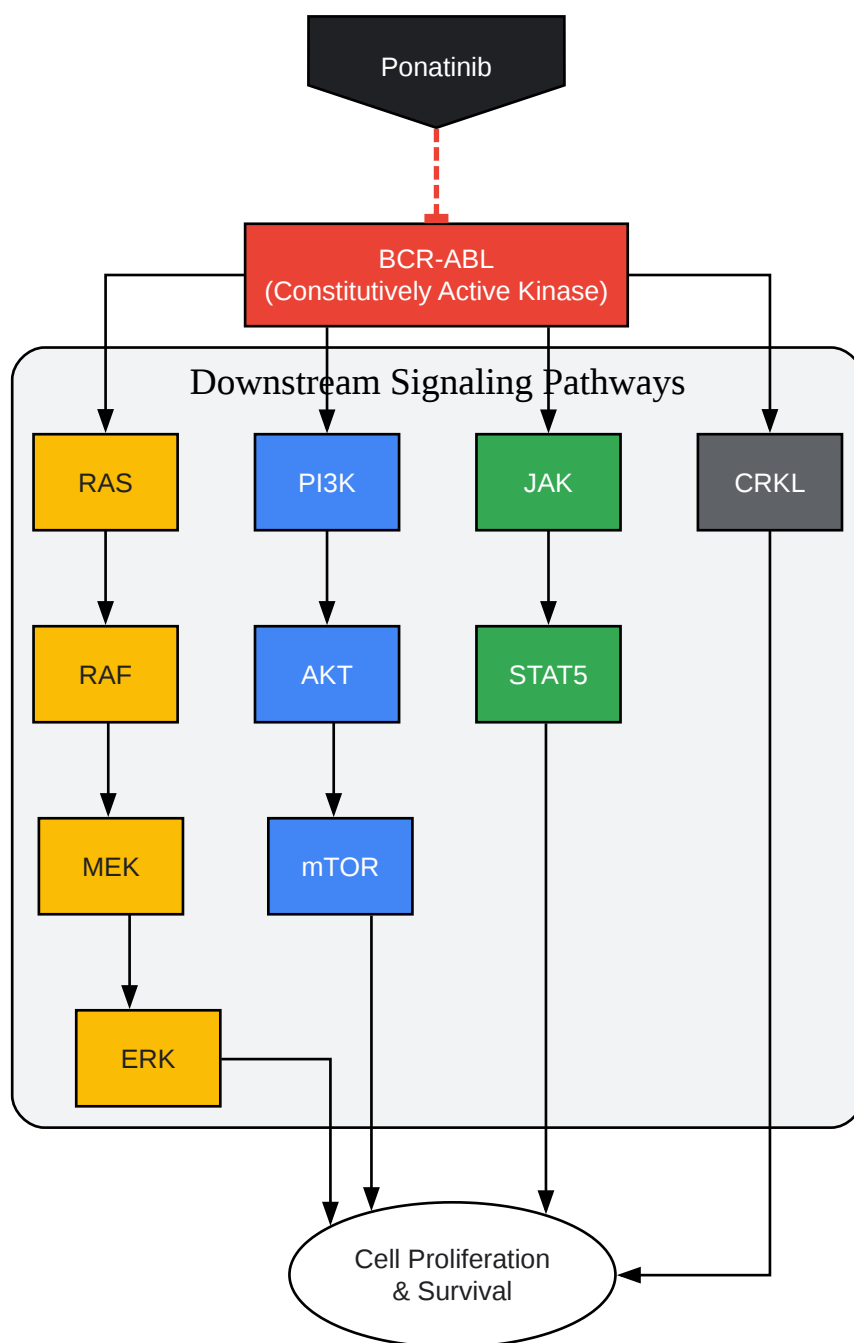 Ponatinib
BCR-ABL
(Constitutively Active Kinase)
Downstream Signaling Pathways
RAS
PI3K
JAK
CRKL
RAF
AKT
STAT5
MEK
mTOR
ERK
Cell Proliferation
& Survival